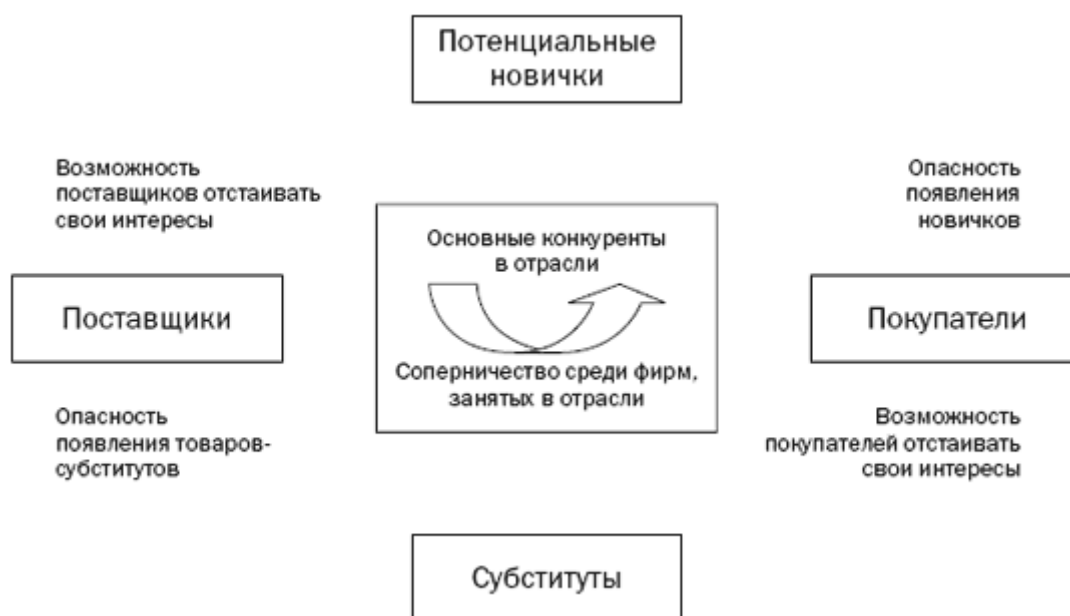 Потенциальные
новички
Возможность
поставщиков отстаивать
свои интересы
Опасность
появления
новичков
Основные конкуренты
в отрасли
Поставщики
Покупатели
Соперничество среди фирм,
занятых в отрасли
Опасность
появления товаров-
субститутов
Возможность
покупателей отстаивать
свои интересы
Субституты